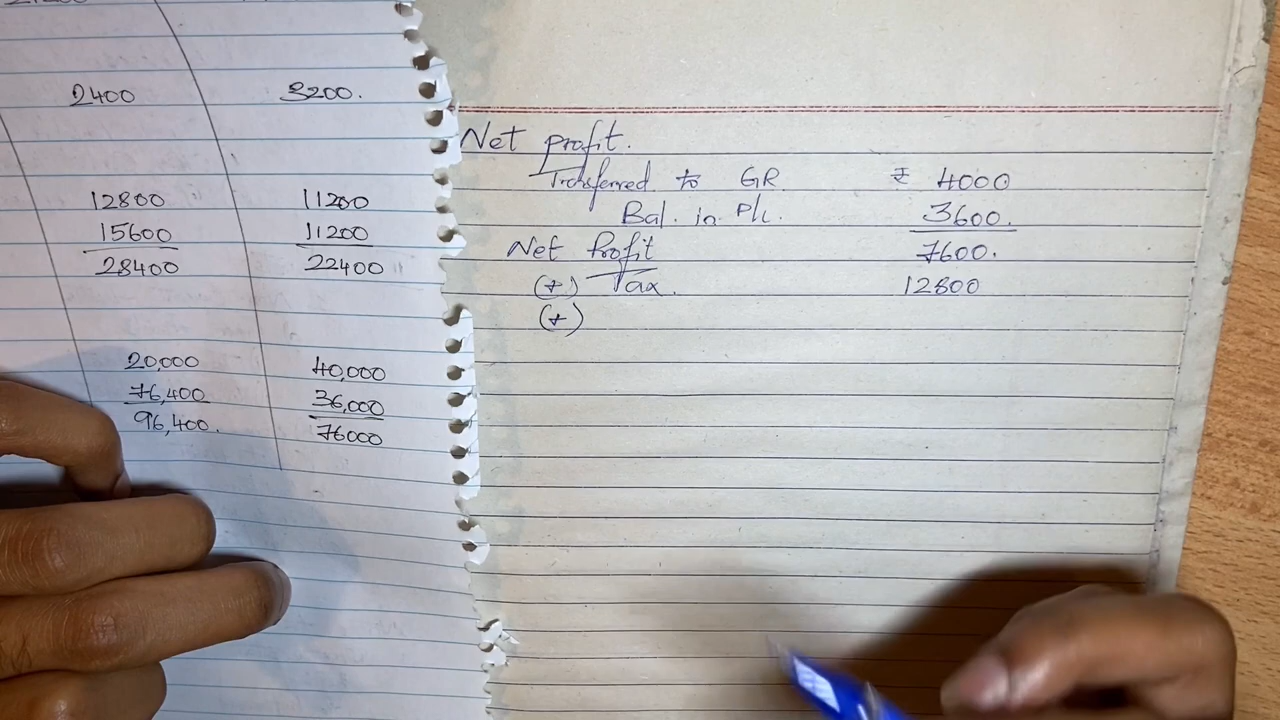 2400 3200.
12800 11200
15600 11200
28400 22400
20,000 40,000
76,400 36,000
96,400. 76000
Net profit.
Transferred to GR. ₹ 4000
Bal. in P/L. 3600.
Net Profit 7600.
(+) Tax. 12800
(+)